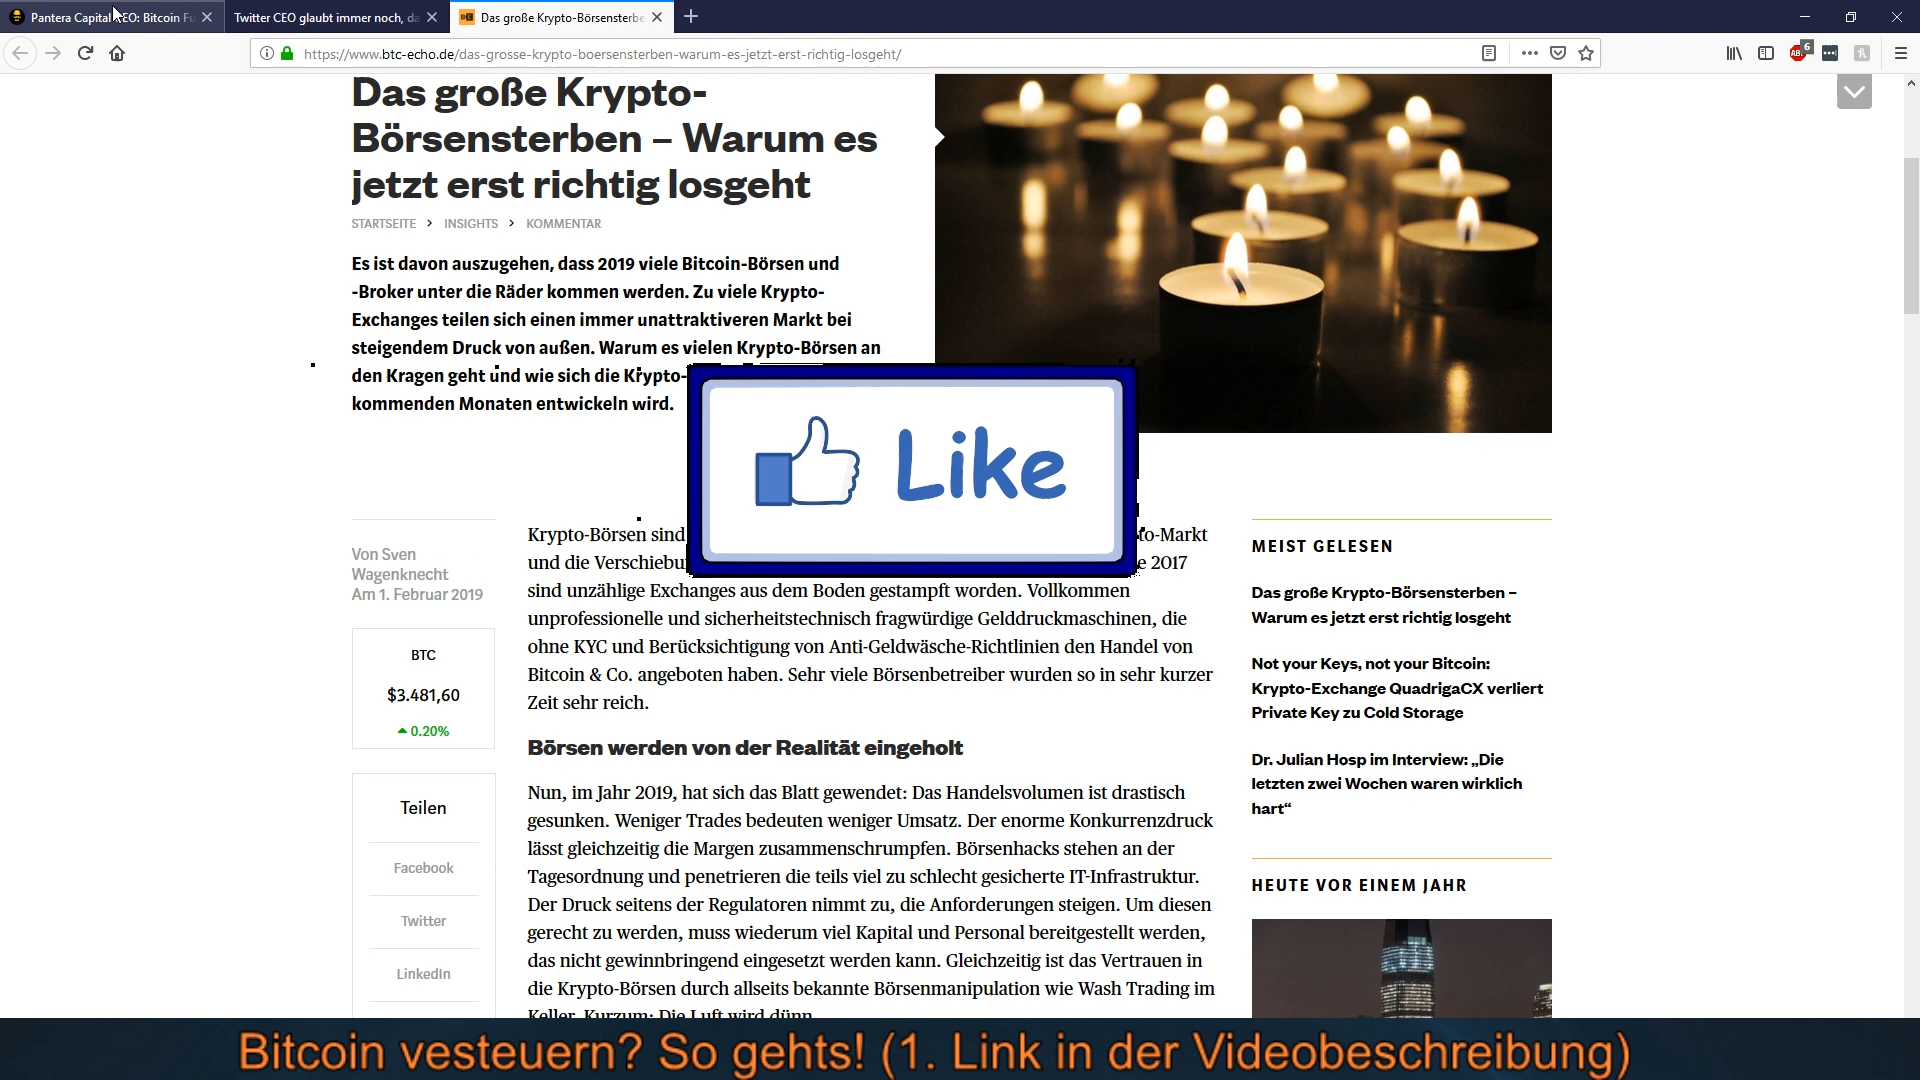 Pantera Capital CEO: Bitcoin Fu
Twitter CEO glaubt immer noch, da
Das große Krypto-Börsensterbe
https://www.btc-echo.de/das-grosse-krypto-boersensterben-warum-es-jetzt-erst-richtig-losgeht/
6
Das große Krypto-
Börsensterben – Warum es
jetzt erst richtig losgeht
STARTSEITE > INSIGHTS > KOMMENTAR
Es ist davon auszugehen, dass 2019 viele Bitcoin-Börsen und
-Broker unter die Räder kommen werden. Zu viele Krypto-
Exchanges teilen sich einen immer unattraktiveren Markt bei
steigendem Druck von außen. Warum es vielen Krypto-Börsen an
den Kragen geht und wie sich die Krypto-
kommenden Monaten entwickeln wird.
Like
Von Sven
Wagenknecht
Am 1. Februar 2019
BTC
$3.481,60
0.20%
Teilen
Facebook
Twitter
LinkedIn
Krypto-Börsen sind to-Markt
und die Verschiebu e 2017
sind unzählige Exchanges aus dem Boden gestampft worden. Vollkommen
unprofessionelle und sicherheitstechnisch fragwürdige Gelddruckmaschinen, die
ohne KYC und Berücksichtigung von Anti-Geldwäsche-Richtlinien den Handel von
Bitcoin & Co. angeboten haben. Sehr viele Börsenbetreiber wurden so in sehr kurzer
Zeit sehr reich.
Börsen werden von der Realität eingeholt
Nun, im Jahr 2019, hat sich das Blatt gewendet: Das Handelsvolumen ist drastisch
gesunken. Weniger Trades bedeuten weniger Umsatz. Der enorme Konkurrenzdruck
lässt gleichzeitig die Margen zusammenschrumpfen. Börsenhacks stehen an der
Tagesordnung und penetrieren die teils viel zu schlecht gesicherte IT-Infrastruktur.
Der Druck seitens der Regulatoren nimmt zu, die Anforderungen steigen. Um diesen
gerecht zu werden, muss wiederum viel Kapital und Personal bereitgestellt werden,
das nicht gewinnbringend eingesetzt werden kann. Gleichzeitig ist das Vertrauen in
die Krypto-Börsen durch allseits bekannte Börsenmanipulation wie Wash Trading im
Keller. Kurzum: Die Luft wird dünn.
MEIST GELESEN
Das große Krypto-Börsensterben –
Warum es jetzt erst richtig losgeht
Not your Keys, not your Bitcoin:
Krypto-Exchange QuadrigaCX verliert
Private Key zu Cold Storage
Dr. Julian Hosp im Interview: „Die
letzten zwei Wochen waren wirklich
hart“
HEUTE VOR EINEM JAHR
Bitcoin vesteuern? So gehts! (1. Link in der Videobeschreibung)